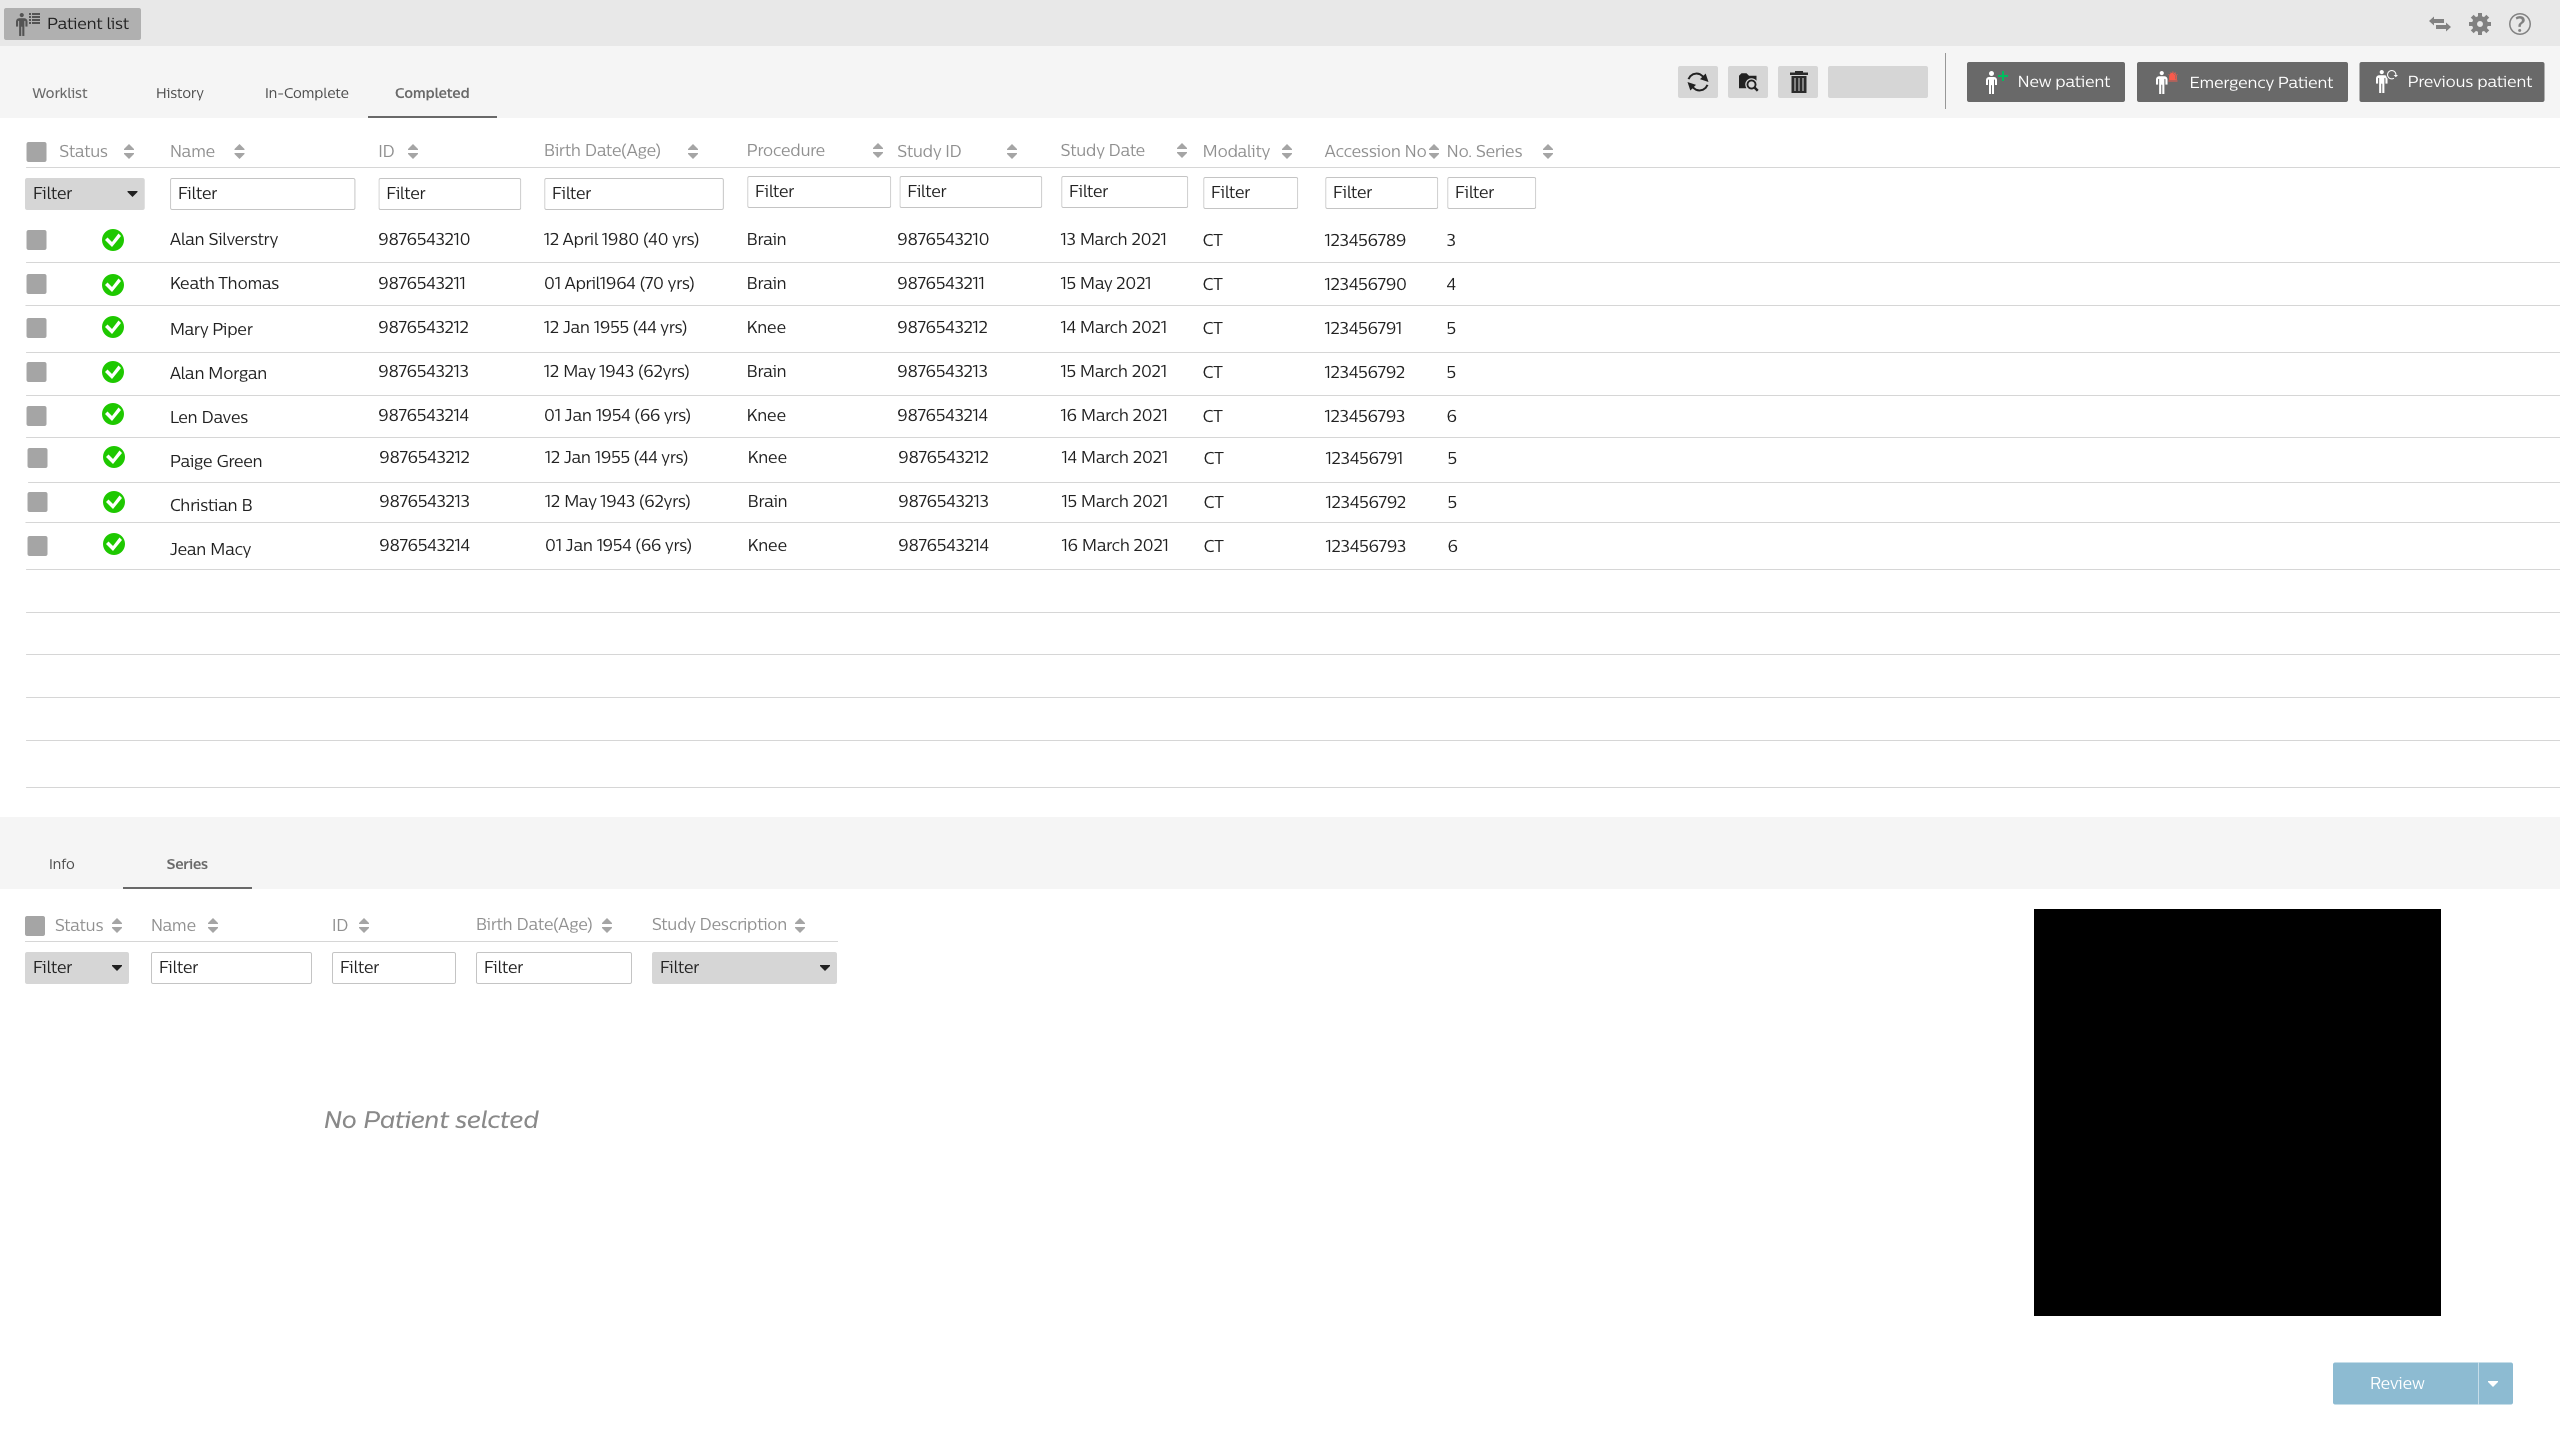 Patient list
Worklist History In-Complete Completed New patient Emergency Patient Previous patient
Status Name ID Birth Date(Age) Procedure Study ID Study Date Modality Accession No No. Series
Filter Filter Filter Filter Filter Filter Filter Filter Filter Filter
Alan Silverstry 9876543210 12 April 1980 (40 yrs) Brain 9876543210 13 March 2021 CT 123456789 3
Keath Thomas 9876543211 01 April1964 (70 yrs) Brain 9876543211 15 May 2021 CT 123456790 4
Mary Piper 9876543212 12 Jan 1955 (44 yrs) Knee 9876543212 14 March 2021 CT 123456791 5
Alan Morgan 9876543213 12 May 1943 (62yrs) Brain 9876543213 15 March 2021 CT 123456792 5
Len Daves 9876543214 01 Jan 1954 (66 yrs) Knee 9876543214 16 March 2021 CT 123456793 6
Paige Green 9876543212 12 Jan 1955 (44 yrs) Knee 9876543212 14 March 2021 CT 123456791 5
Christian B 9876543213 12 May 1943 (62yrs) Brain 9876543213 15 March 2021 CT 123456792 5
Jean Macy 9876543214 01 Jan 1954 (66 yrs) Knee 9876543214 16 March 2021 CT 123456793 6
Info Series
Status Name ID Birth Date(Age) Study Description
Filter Filter Filter Filter Filter
No Patient selcted
Review